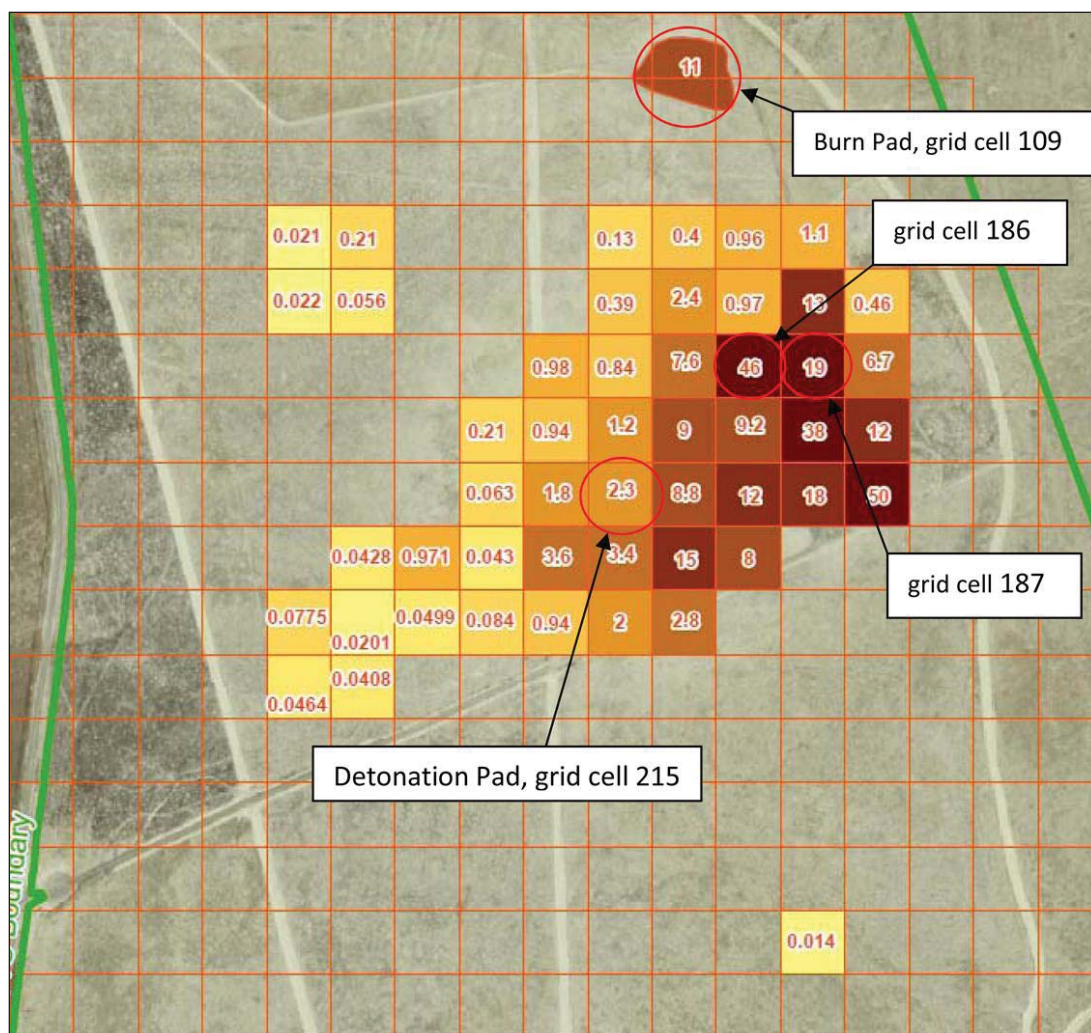 11
Burn Pad, grid cell 109
grid cell 186
0.021 0.21 0.13 0.4 0.96 1.1
0.022 0.056 0.39 2.4 0.97 13 0.46
0.98 0.84 7.6 46 19 6.7
0.21 0.94 1.2 9 9.2 38 12
0.063 1.8 2.3 8.8 12 18 50
0.0428 0.971 0.043 3.6 3.4 15 8
grid cell 187
0.0775 0.0201 0.0499 0.084 0.94 2 2.8
0.0464 0.0408
Detonation Pad, grid cell 215
Boundary
0.014